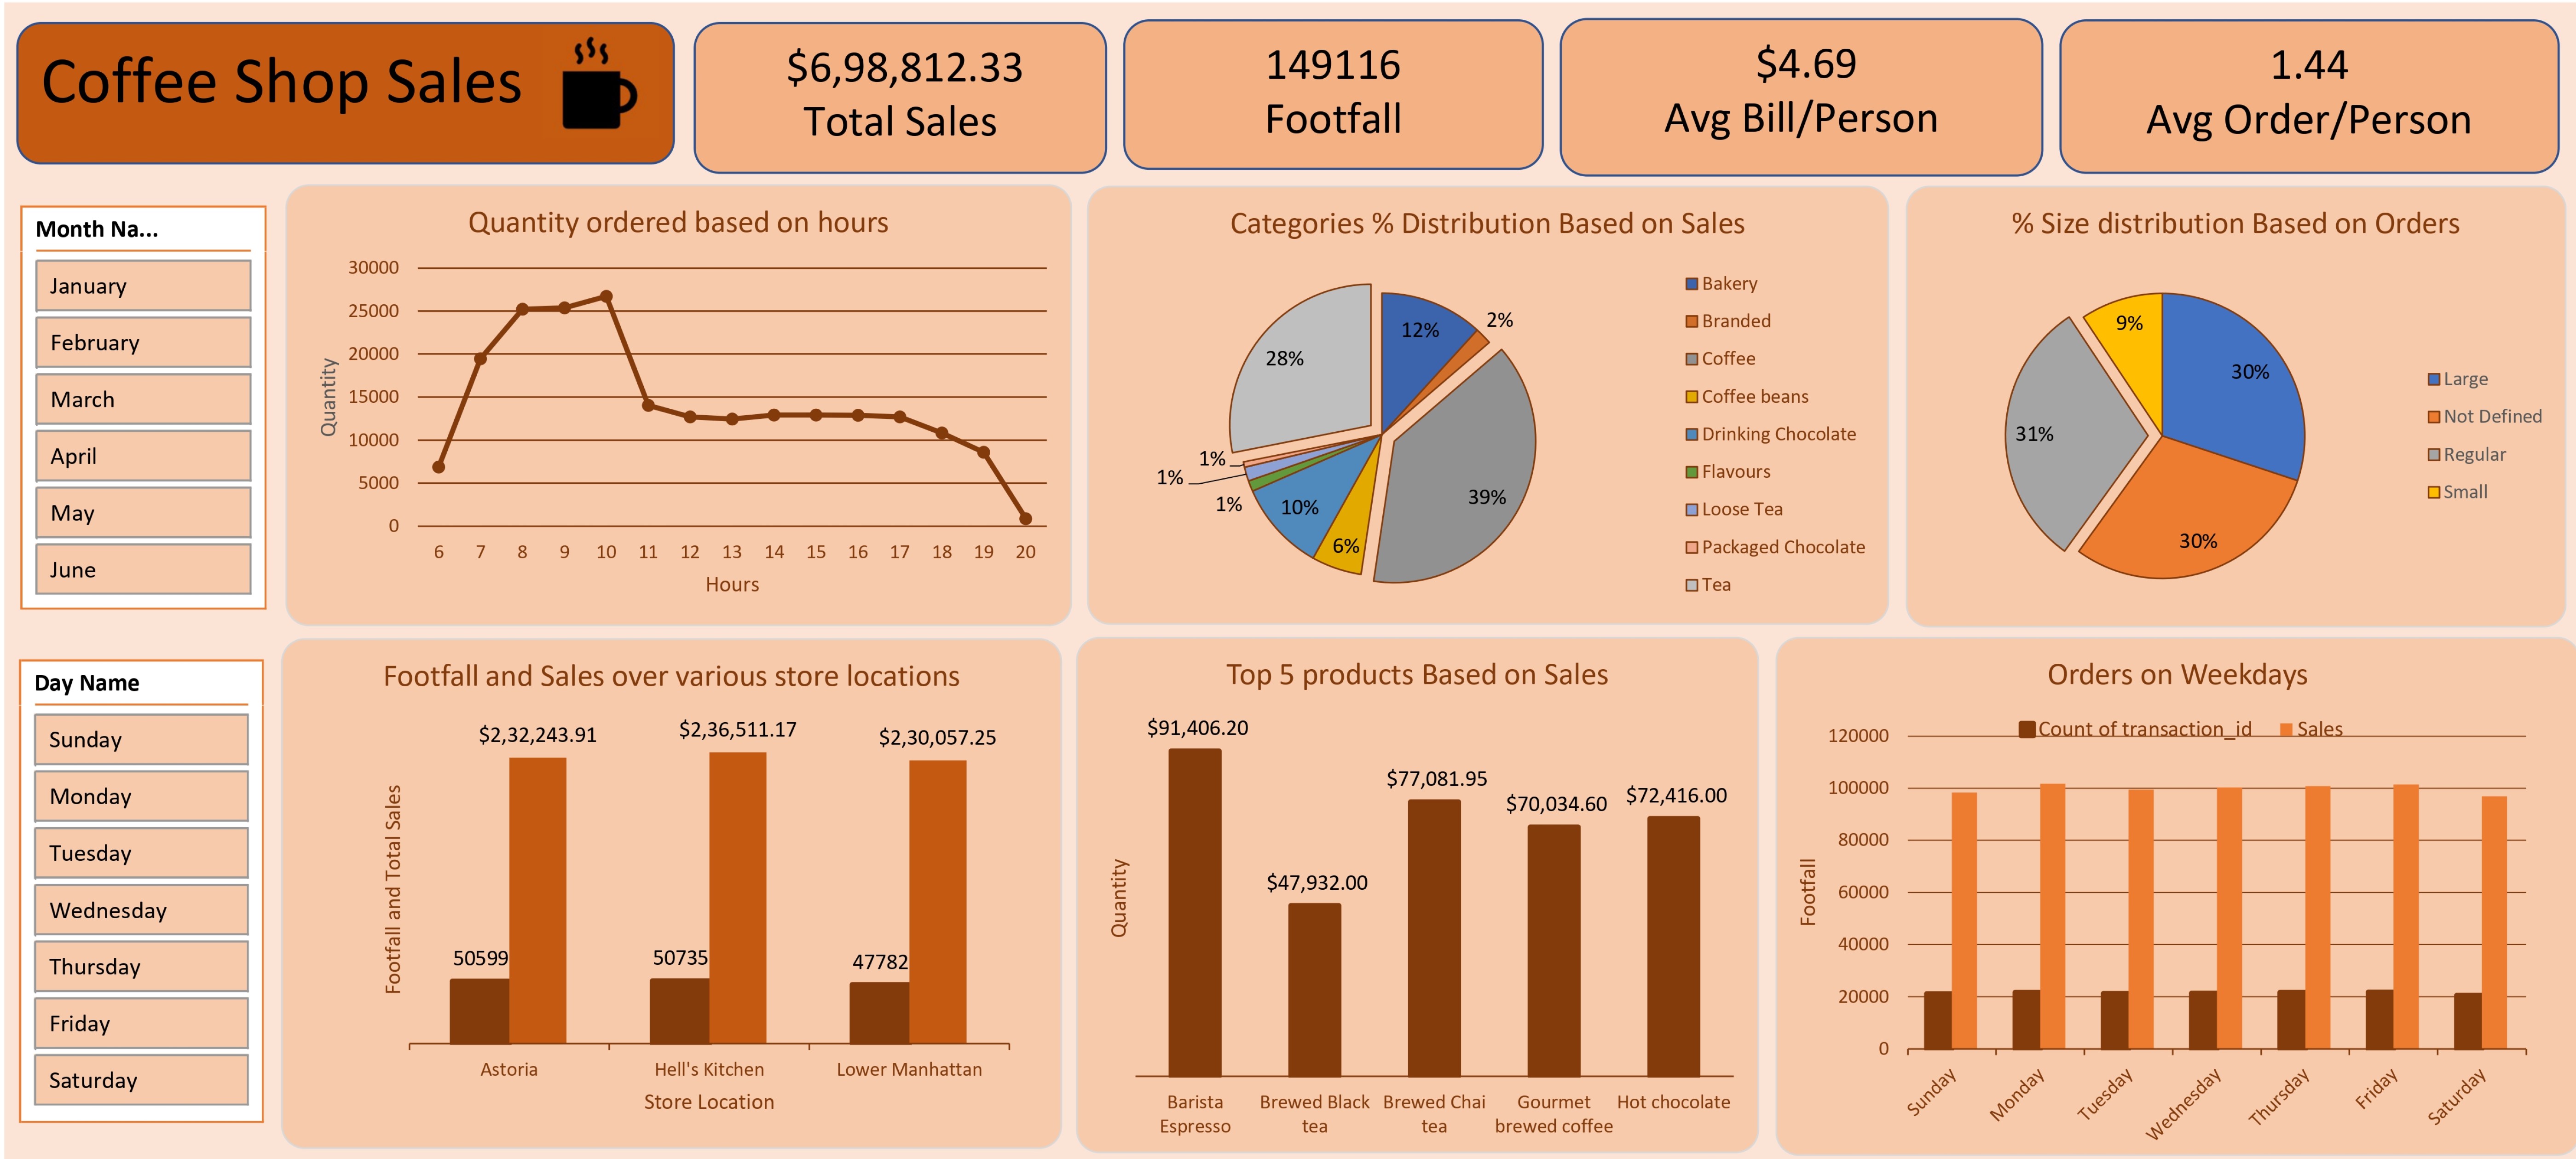 Coffee Shop Sales
$6,98,812.33
Total Sales
149116
Footfall
$4.69
Avg Bill/Person
1.44
Avg Order/Person
Month Na...
January
February
March
April
May
June
Quantity ordered based on hours
30000
25000
20000
15000
10000
5000
0
Quantity
6 7 8 9 10 11 12 13 14 15 16 17 18 19 20
Hours
Categories % Distribution Based on Sales
12%
2%
28%
39%
1%
1%
1%
10%
6%
Bakery
Branded
Coffee
Coffee beans
Drinking Chocolate
Flavours
Loose Tea
Packaged Chocolate
Tea
% Size distribution Based on Orders
9%
30%
31%
30%
Large
Not Defined
Regular
Small
Day Name
Sunday
Monday
Tuesday
Wednesday
Thursday
Friday
Saturday
Footfall and Sales over various store locations
$2,32,243.91
$2,36,511.17
$2,30,057.25
50599
50735
47782
Footfall and Total Sales
Astoria
Hell's Kitchen
Lower Manhattan
Store Location
Top 5 products Based on Sales
$91,406.20
$47,932.00
$77,081.95
$70,034.60
$72,416.00
Quantity
Barista
Espresso
Brewed Black
tea
Brewed Chai
tea
Gourmet
brewed coffee
Hot chocolate
Orders on Weekdays
Count of transaction_id
Sales
120000
100000
80000
60000
40000
20000
0
Footfall
Sunday
Monday
Tuesday
Wednesday
Thursday
Friday
Saturday